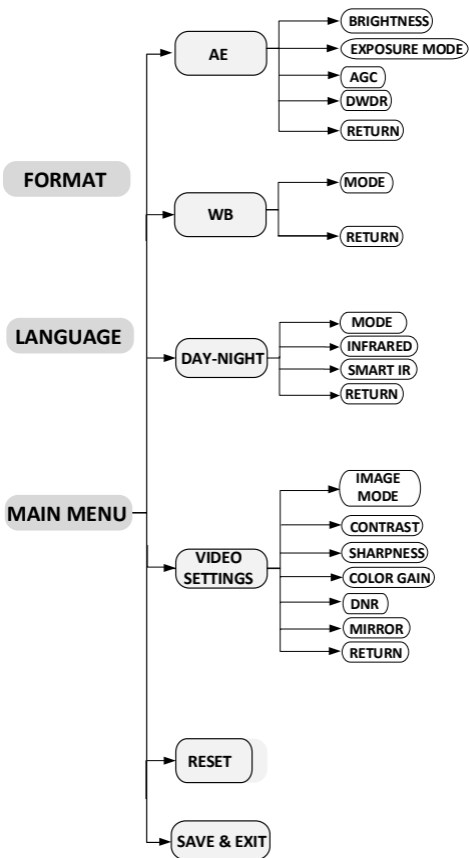 BRIGHTNESS
AE
EXPOSURE MODE
AGC
DWDR
RETURN
FORMAT
MODE
WB
RETURN
LANGUAGE
MODE
DAY-NIGHT
INFRARED
SMART IR
RETURN
IMAGE
MODE
MAIN MENU
CONTRAST
VIDEO
SETTINGS
SHARPNESS
COLOR GAIN
DNR
MIRROR
RETURN
RESET
SAVE & EXIT